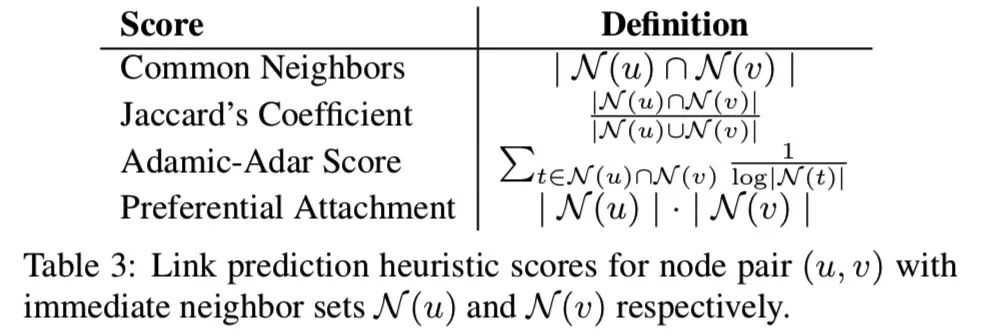 Score Definition
Common Neighbors | 𝒩(u) ∩ 𝒩(v) |
Jaccard's Coefficient |𝒩(u)∩𝒩(v)| / |𝒩(u)∪𝒩(v)|
Adamic-Adar Score ∑t∈𝒩(u)∩𝒩(v) 1 / log|𝒩(t)|
Preferential Attachment | 𝒩(u) | · | 𝒩(v) |
Table 3: Link prediction heuristic scores for node pair (u, v) with
immediate neighbor sets 𝒩(u) and 𝒩(v) respectively.